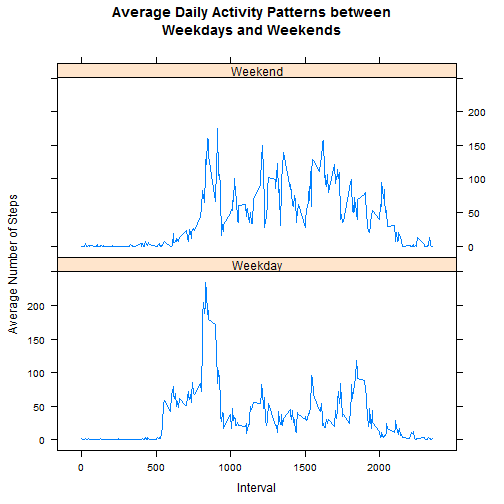 Average Daily Activity Patterns between
Weekdays and Weekends
Weekend
200
150
100
50
0
Weekday
200
150
100
50
0
Average Number of Steps
0 500 1000 1500 2000
Interval